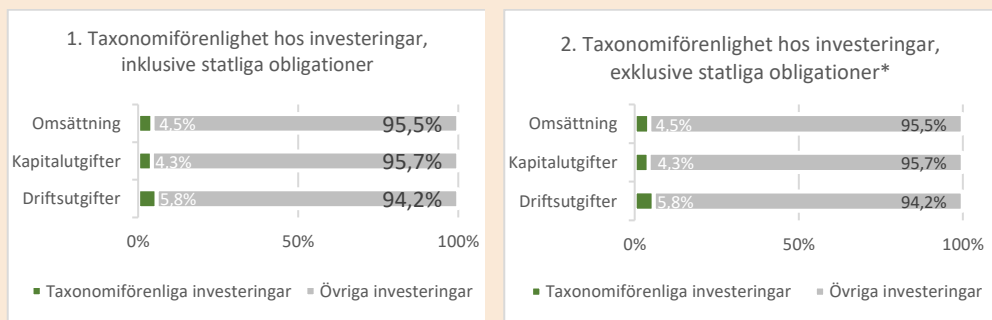 1. Taxonomiförenlighet hos investeringar,
inklusive statliga obligationer
Omsättning 4,5% 95,5%
Kapitalutgifter 4,3% 95,7%
Driftsutgifter 5,8% 94,2%
0% 50% 100%
Taxonomiförenliga investeringar Övriga investeringar
2. Taxonomiförenlighet hos investeringar,
exklusive statliga obligationer*
Omsättning 4,5% 95,5%
Kapitalutgifter 4,3% 95,7%
Driftsutgifter 5,8% 94,2%
0% 50% 100%
Taxonomiförenliga investeringar Övriga investeringar